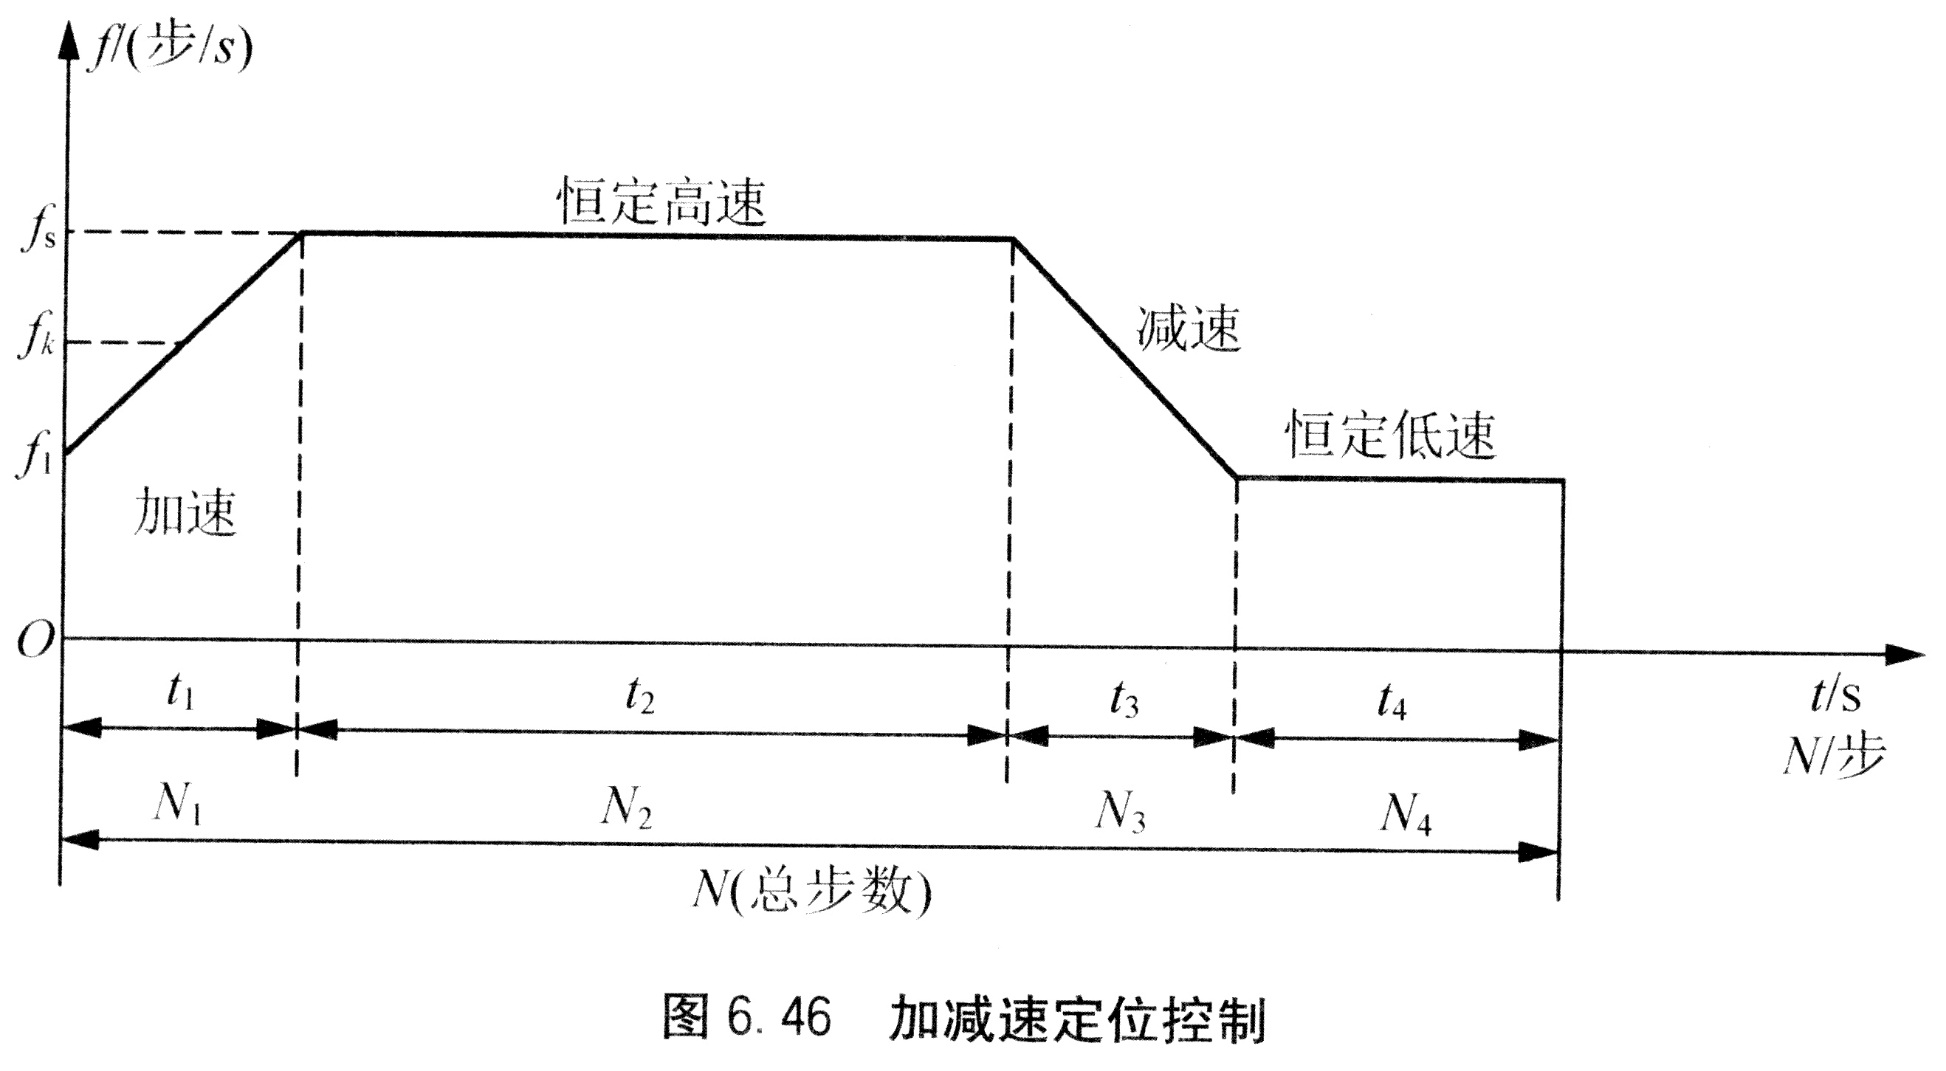 f/(步/s)
恒定高速
fs
fk
减速
恒定低速
f1
加速
O
t1 t2 t3 t4 t/s
N/步
N1 N2 N3 N4
N(总步数)
图 6.46 加减速定位控制